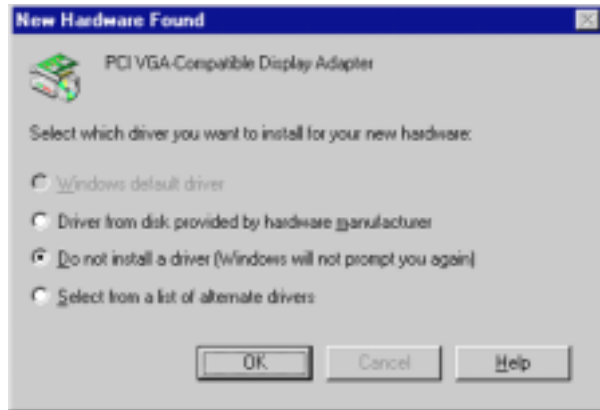 New Hardware Found
PCI VGA-Compatible Display Adapter
Select which driver you want to install for your new hardware:
Windows default driver
Driver from disk provided by hardware manufacturer
Do not install a driver (Windows will not prompt you again)
Select from a list of alternate drivers
OK
Cancel
Help